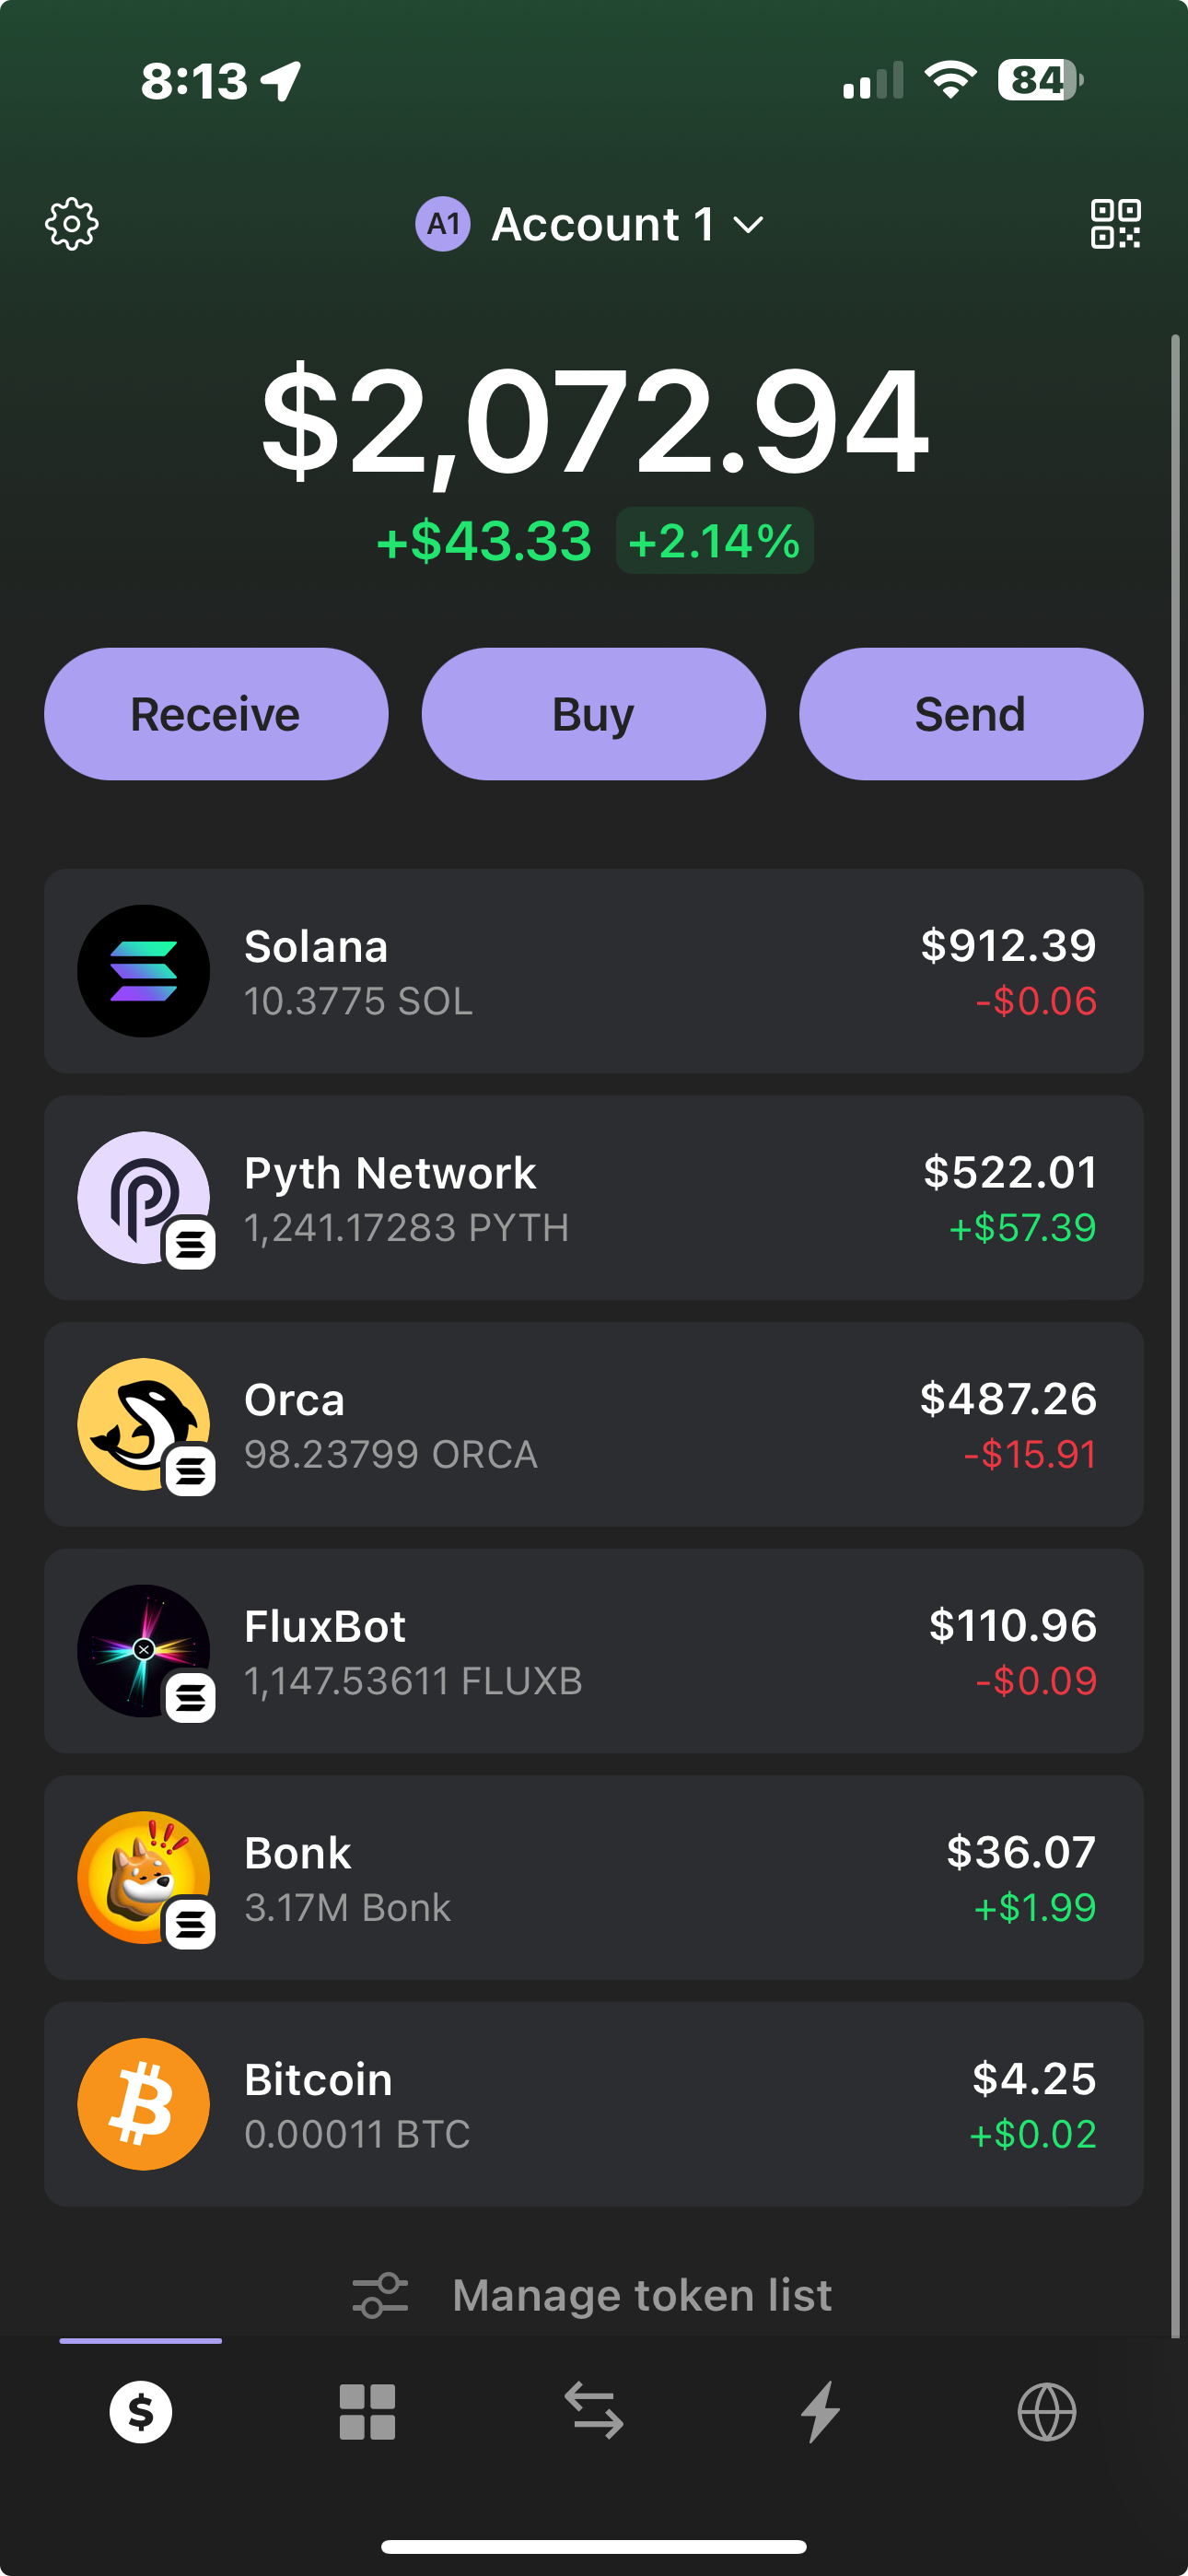 8:13
84
A1 Account 1
$2,072.94
+$43.33 +2.14%
Receive Buy Send
Solana $912.39
10.3775 SOL -$0.06
Pyth Network $522.01
1,241.17283 PYTH +$57.39
Orca $487.26
98.23799 ORCA -$15.91
FluxBot $110.96
1,147.53611 FLUXB -$0.09
Bonk $36.07
3.17M Bonk +$1.99
Bitcoin $4.25
0.00011 BTC +$0.02
Manage token list